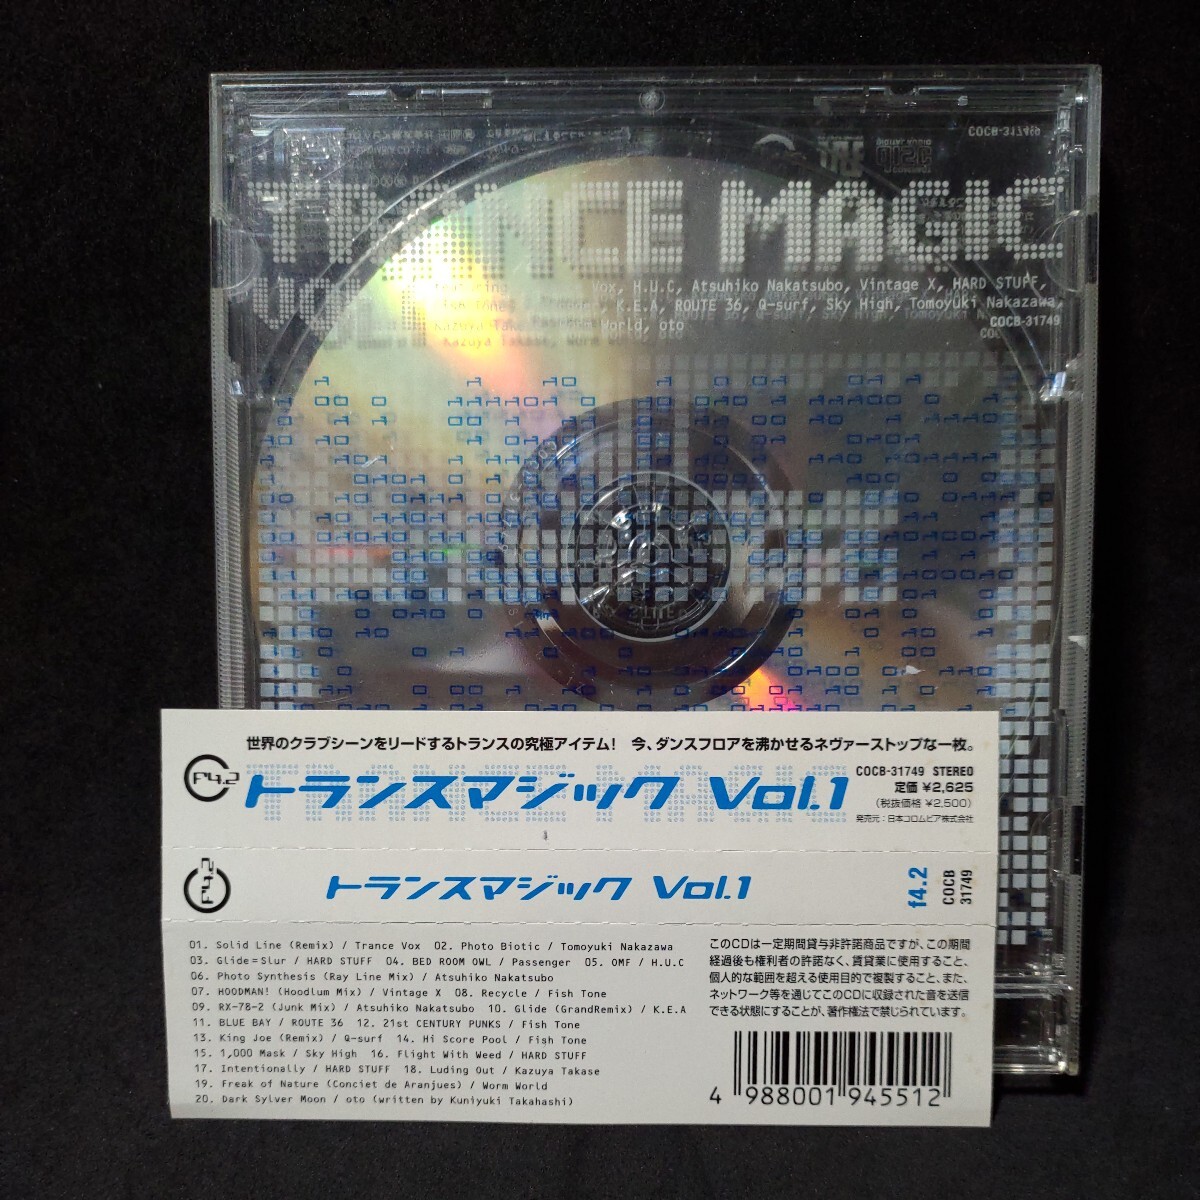 COCB-31749
TRANCE MAGIC
VOL.1
Vox, H.U.C, Atsuhiko Nakatsubo, Vintage X, HARD STUFF,
K.E.A, ROUTE 36, Q-surf, Sky High, Tomoyuki Nakazawa,
World, oto
COCB-31749
世界のクラブシーンをリードするトランスの究極アイテム! 今、ダンスフロアを沸かせるネヴァーストップな一枚。
F4.2
トランスマジック Vol.1
COCB-31749 STEREO
定価 ¥2,625
(税抜価格 ¥2,500)
発売元:日本コロムビア株式会社
F4.2
トランスマジック Vol.1
f4.2
COCB
31749
01. Solid Line (Remix) / Trance Vox 02. Photo Biotic / Tomoyuki Nakazawa
03. Glide=Slur / HARD STUFF 04. BED ROOM OWL / Passenger 05. OMF / H.U.C
06. Photo Synthesis (Ray Line Mix) / Atsuhiko Nakatsubo
07. HOODMAN! (Hoodlum Mix) / Vintage X 08. Recycle / Fish Tone
09. RX-78-2 (Junk Mix) / Atsuhiko Nakatsubo 10. Glide (GrandRemix) / K.E.A
11. BLUE BAY / ROUTE 36 12. 21st CENTURY PUNKS / Fish Tone
13. King Joe (Remix) / Q-surf 14. Hi Score Pool / Fish Tone
15. 1,000 Mask / Sky High 16. Flight With Weed / HARD STUFF
17. Intentionally / HARD STUFF 18. Luding Out / Kazuya Takase
19. Freak of Nature (Conciet de Aranjues) / Worm World
20. Dark Sylver Moon / oto (written by Kuniyuki Takahashi)
このCDは一定期間貸与非許諾商品ですが、この期間
経過後も権利者の許諾なく、賃貸業に使用すること、
個人的な範囲を超える使用目的で複製すること、また、
ネットワーク等を通じてこのCDに収録された音を送信
できる状態にすることが、著作権法で禁じられています。
4 988001 945512